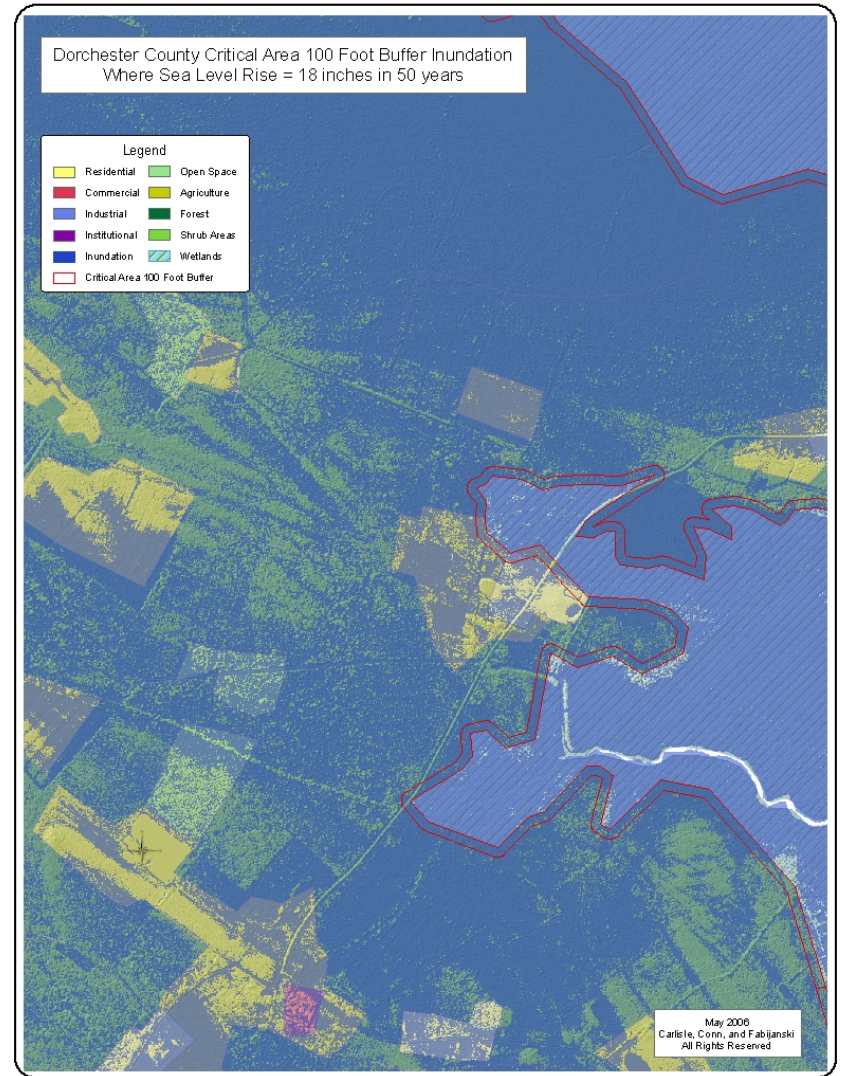 Dorchester County Critical Area 100 Foot Buffer Inundation
Where Sea Level Rise = 18 inches in 50 years
Legend
Residential
Open Space
Commercial
Agriculture
Industrial
Forest
Institutional
Shrub Areas
Inundation
Wetlands
Critical Area 100 Foot Buffer
May 2006
Carlisle, Conn, and Fabijanski
All Rights Reserved